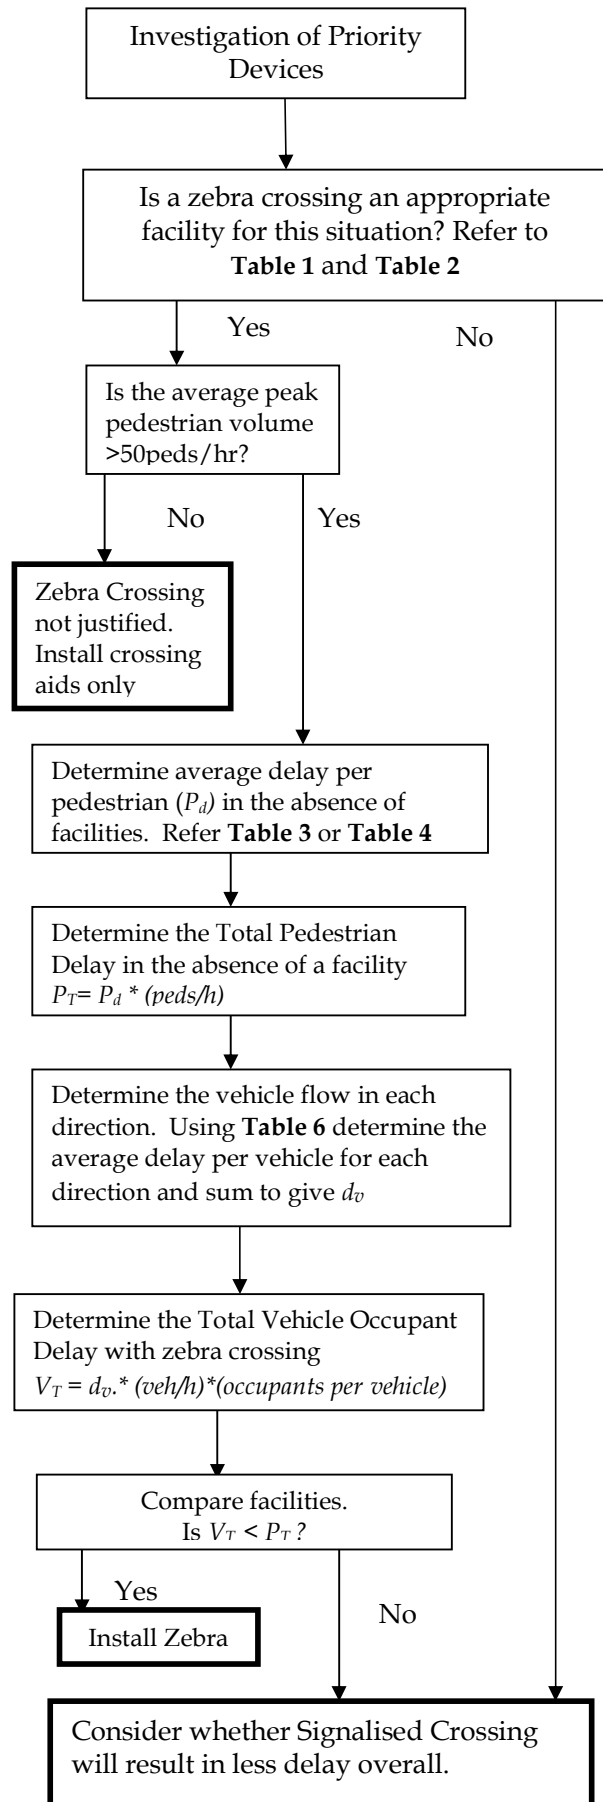 Investigation of Priority
Devices
Is a zebra crossing an appropriate
facility for this situation? Refer to
Table 1 and Table 2
Yes
No
Is the average peak
pedestrian volume
>50peds/hr?
No
Yes
Zebra Crossing
not justified.
Install crossing
aids only
Determine average delay per
pedestrian (Pd) in the absence of
facilities.  Refer Table 3 or Table 4
Determine the Total Pedestrian
Delay in the absence of a facility
PT= Pd * (peds/h)
Determine the vehicle flow in each
direction.  Using Table 6 determine the
average delay per vehicle for each
direction and sum to give dv
Determine the Total Vehicle Occupant
Delay with zebra crossing
VT = dv.* (veh/h)*(occupants per vehicle)
Compare facilities.
Is VT < PT ?
Yes
No
Install Zebra
Consider whether Signalised Crossing
will result in less delay overall.